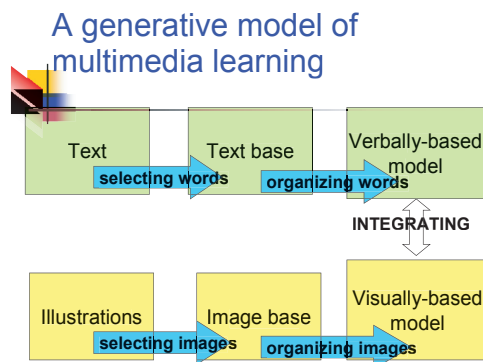 A generative model of
multimedia learning
Text
selecting words
Text base
organizing words
Verbally-based
model
INTEGRATING
Illustrations
selecting images
Image base
organizing images
Visually-based
model